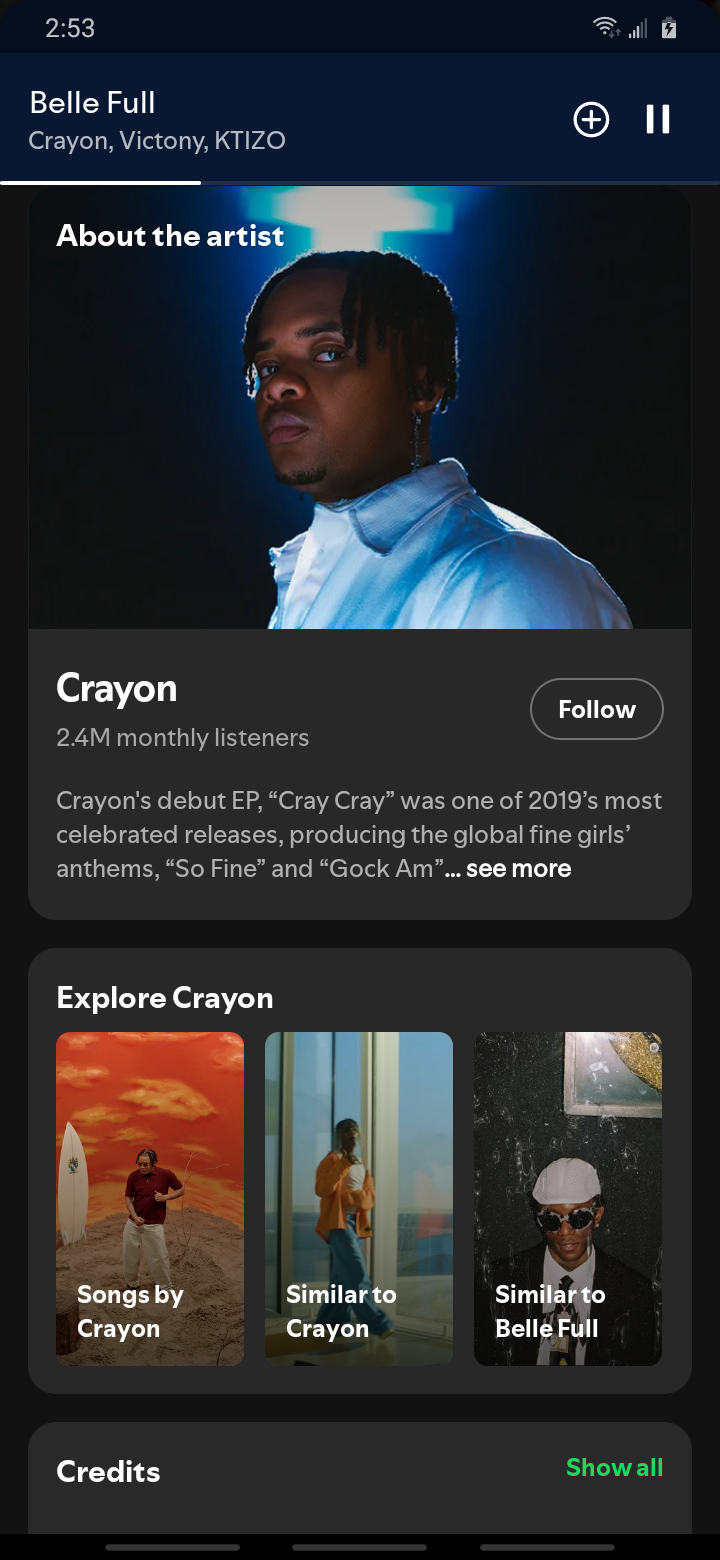 2:53
Belle Full
Crayon, Victony, KTIZO
About the artist
Crayon
2.4M monthly listeners
Follow
Crayon's debut EP, “Cray Cray” was one of 2019’s most
celebrated releases, producing the global fine girls’
anthems, “So Fine” and “Gock Am”... see more
Explore Crayon
Songs by
Crayon
Similar to
Crayon
Similar to
Belle Full
Credits
Show all